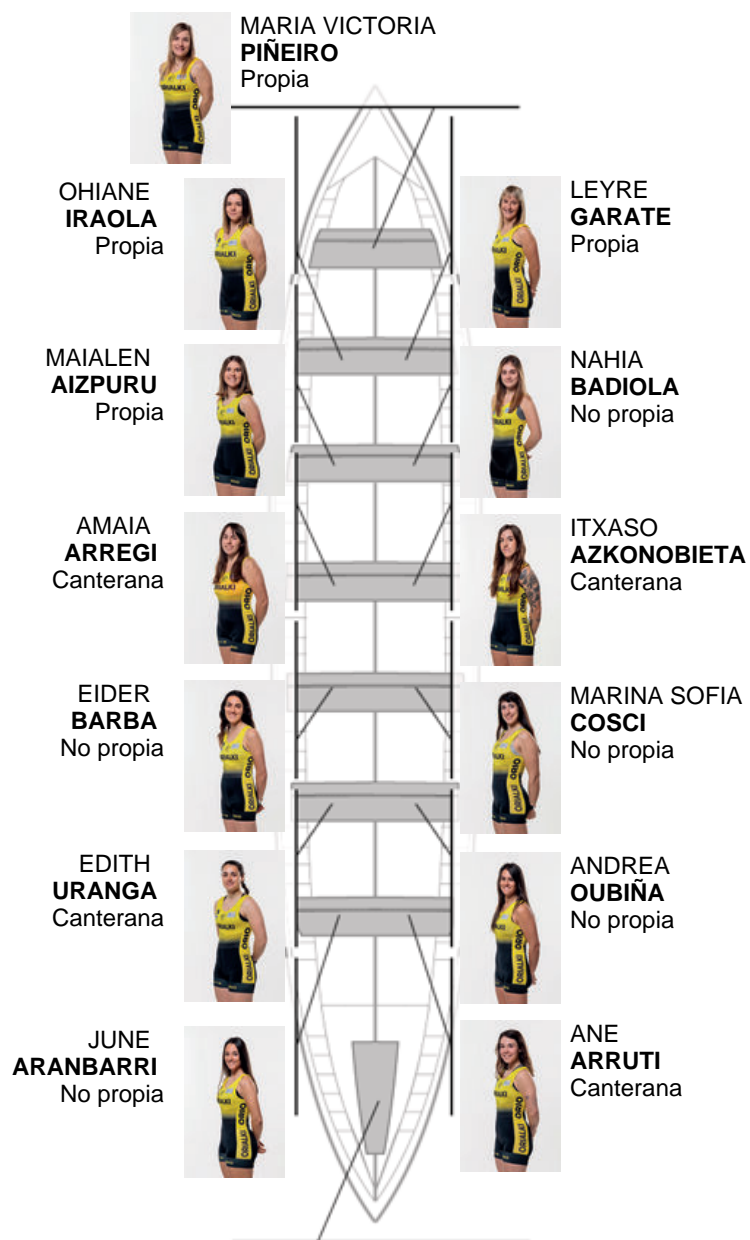 MARIA VICTORIA
PIÑEIRO
Propia
OHIANE
IRAOLA
Propia
LEYRE
GARATE
Propia
MAIALEN
AIZPURU
Propia
NAHIA
BADIOLA
No propia
AMAIA
ARREGI
Canterana
ITXASO
AZKONOBIETA
Canterana
EIDER
BARBA
No propia
MARINA SOFIA
COSCI
No propia
EDITH
URANGA
Canterana
ANDREA
OUBIÑA
No propia
JUNE
ARANBARRI
No propia
ANE
ARRUTI
Canterana